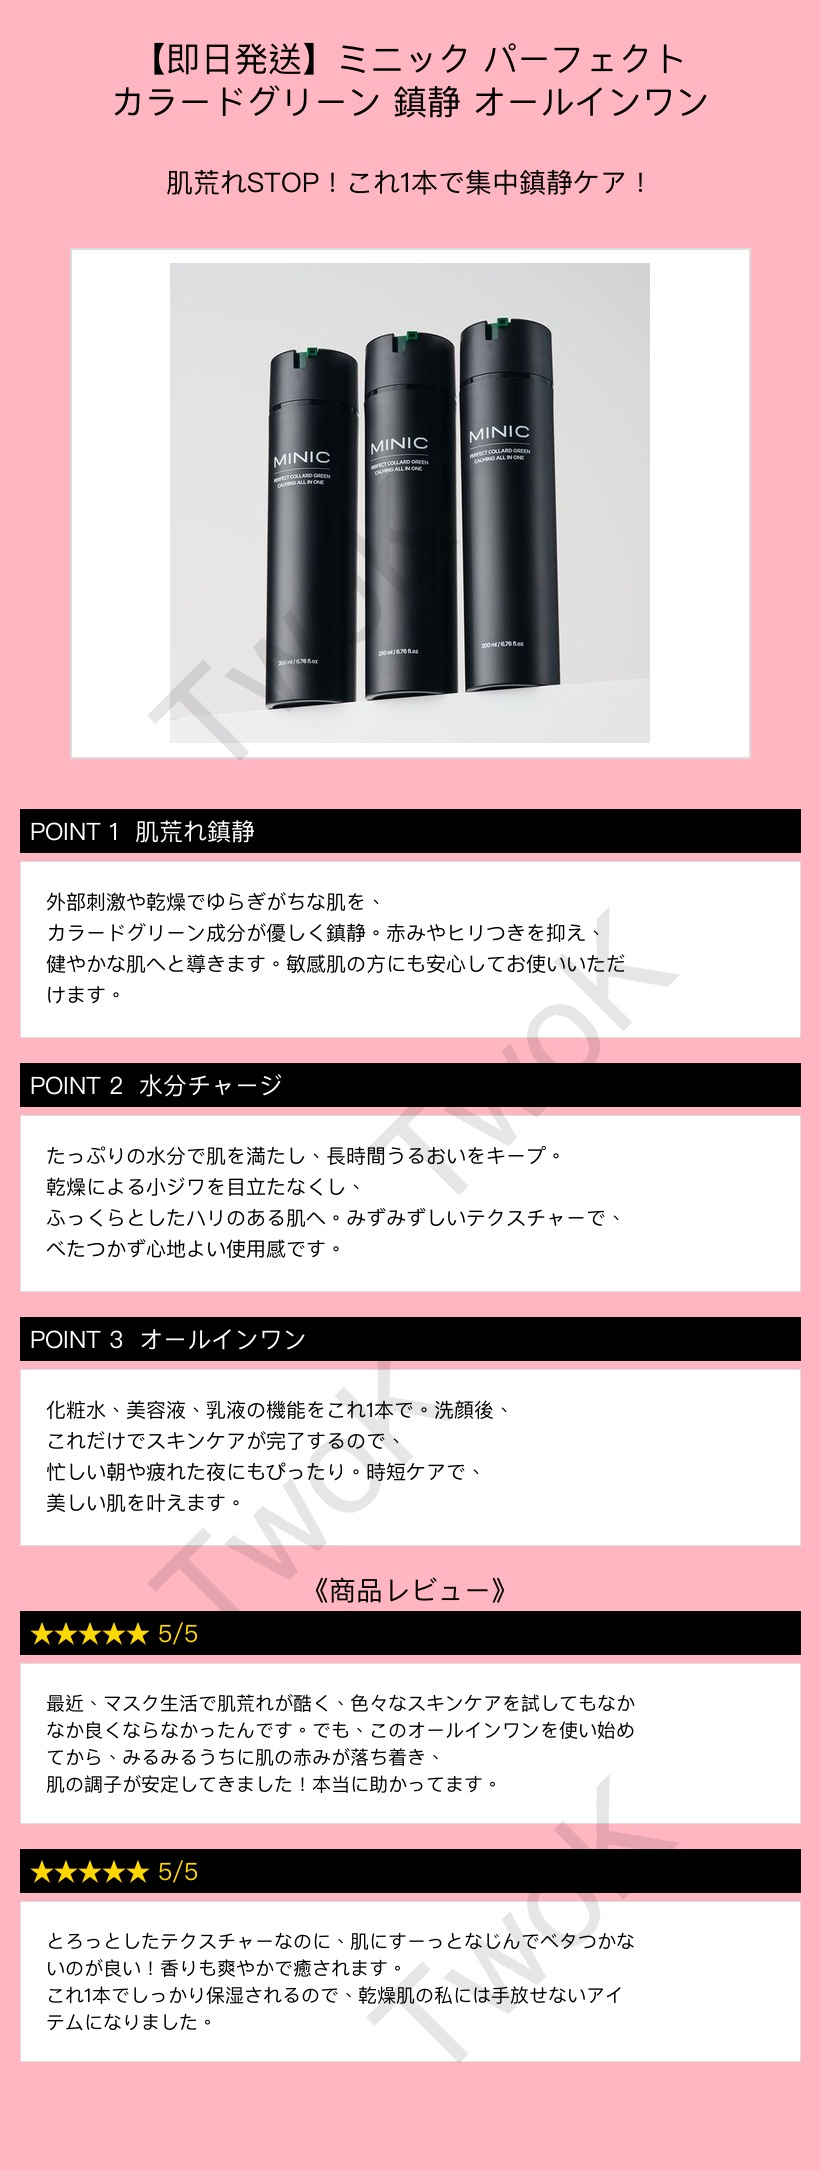 【即日発送】ミニック パーフェクト
カラードグリーン 鎮静 オールインワン
肌荒れSTOP！これ1本で集中鎮静ケア！
MINIC
PERFECT COLLARD GREEN
CALMING ALL IN ONE
200 ml / 6.76 fl.oz
MINIC
PERFECT COLLARD GREEN
CALMING ALL IN ONE
200 ml / 6.76 fl.oz
MINIC
PERFECT COLLARD GREEN
CALMING ALL IN ONE
200 ml / 6.76 fl.oz
TwoK
POINT 1 肌荒れ鎮静
外部刺激や乾燥でゆらぎがちな肌を、
カラードグリーン成分が優しく鎮静。赤みやヒリつきを抑え、
健やかな肌へと導きます。敏感肌の方にも安心してお使いいただ
けます。
TwoK
POINT 2 水分チャージ
たっぷりの水分で肌を満たし、長時間うるおいをキープ。
乾燥による小ジワを目立たなくし、
ふっくらとしたハリのある肌へ。みずみずしいテクスチャーで、
べたつかず心地よい使用感です。
POINT 3 オールインワン
化粧水、美容液、乳液の機能をこれ1本で。洗顔後、
これだけでスキンケアが完了するので、
忙しい朝や疲れた夜にもぴったり。時短ケアで、
美しい肌を叶えます。
TwoK
《商品レビュー》
★★★★★ 5/5
最近、マスク生活で肌荒れが酷く、色々なスキンケアを試してもなか
なか良くならなかったんです。でも、このオールインワンを使い始め
てから、みるみるうちに肌の赤みが落ち着き、
肌の調子が安定してきました！本当に助かってます。
★★★★★ 5/5
とろっとしたテクスチャーなのに、肌にすーっとなじんでベタつかな
いのが良い！香りも爽やかで癒されます。
これ1本でしっかり保湿されるので、乾燥肌の私には手放せないアイ
テムになりました。
TwoK